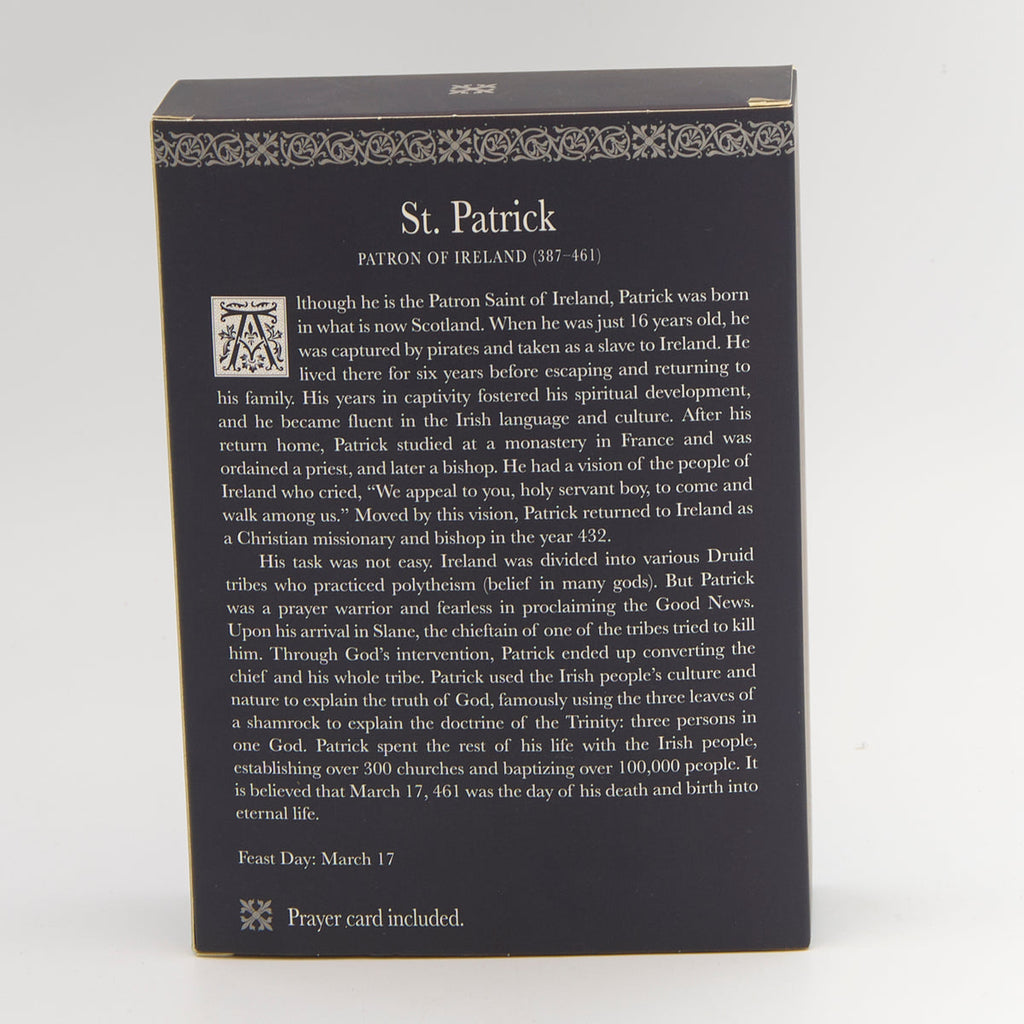 St. Patrick
PATRON OF IRELAND (387–461)
Although he is the Patron Saint of Ireland, Patrick was born
in what is now Scotland. When he was just 16 years old, he
was captured by pirates and taken as a slave to Ireland. He
lived there for six years before escaping and returning to
his family. His years in captivity fostered his spiritual development,
and he became fluent in the Irish language and culture. After his
return home, Patrick studied at a monastery in France and was
ordained a priest, and later a bishop. He had a vision of the people of
Ireland who cried, “We appeal to you, holy servant boy, to come and
walk among us.” Moved by this vision, Patrick returned to Ireland as
a Christian missionary and bishop in the year 432.
His task was not easy. Ireland was divided into various Druid
tribes who practiced polytheism (belief in many gods). But Patrick
was a prayer warrior and fearless in proclaiming the Good News.
Upon his arrival in Slane, the chieftain of one of the tribes tried to kill
him. Through God’s intervention, Patrick ended up converting the
chief and his whole tribe. Patrick used the Irish people’s culture and
nature to explain the truth of God, famously using the three leaves of
a shamrock to explain the doctrine of the Trinity: three persons in
one God. Patrick spent the rest of his life with the Irish people,
establishing over 300 churches and baptizing over 100,000 people. It
is believed that March 17, 461 was the day of his death and birth into
eternal life.
Feast Day: March 17
Prayer card included.